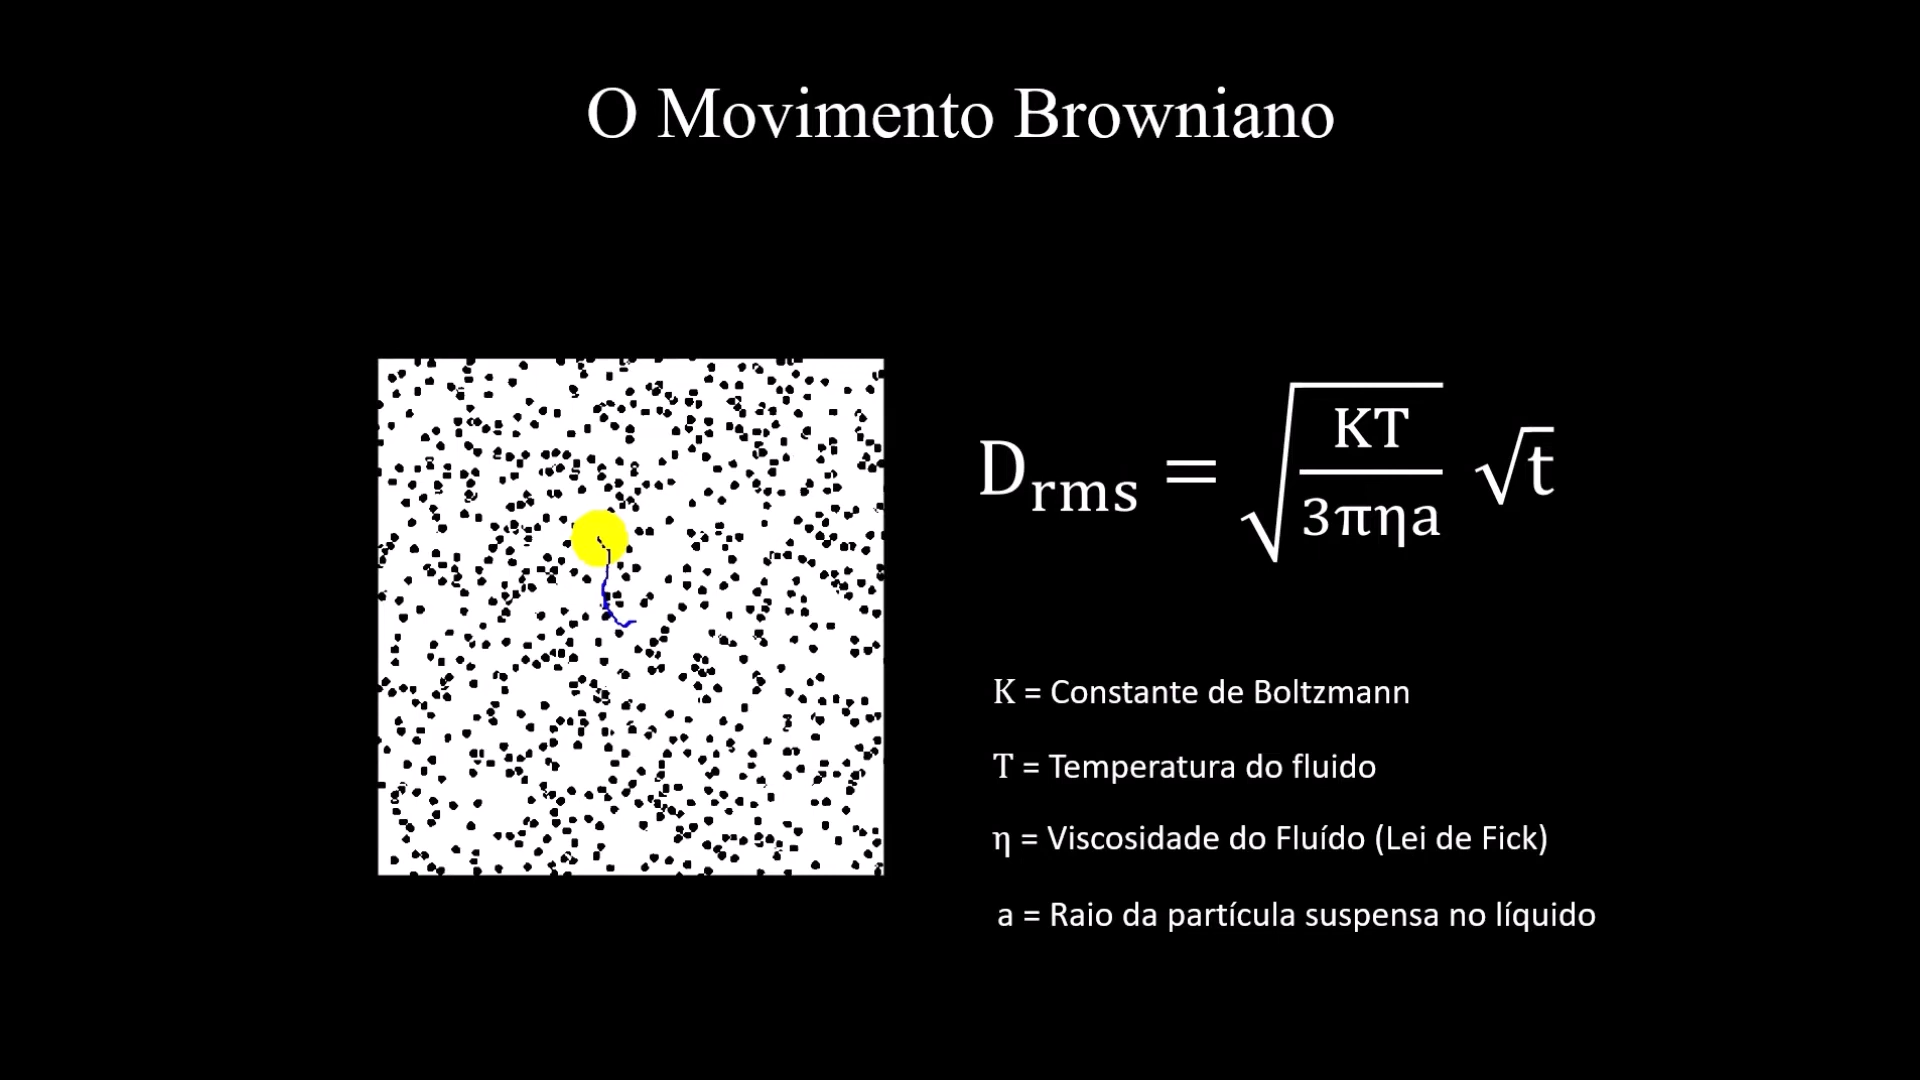 O Movimento Browniano
D_rms = √(KT / 3πηa) √t
K = Constante de Boltzmann
T = Temperatura do fluido
η = Viscosidade do Fluído (Lei de Fick)
a = Raio da partícula suspensa no líquido